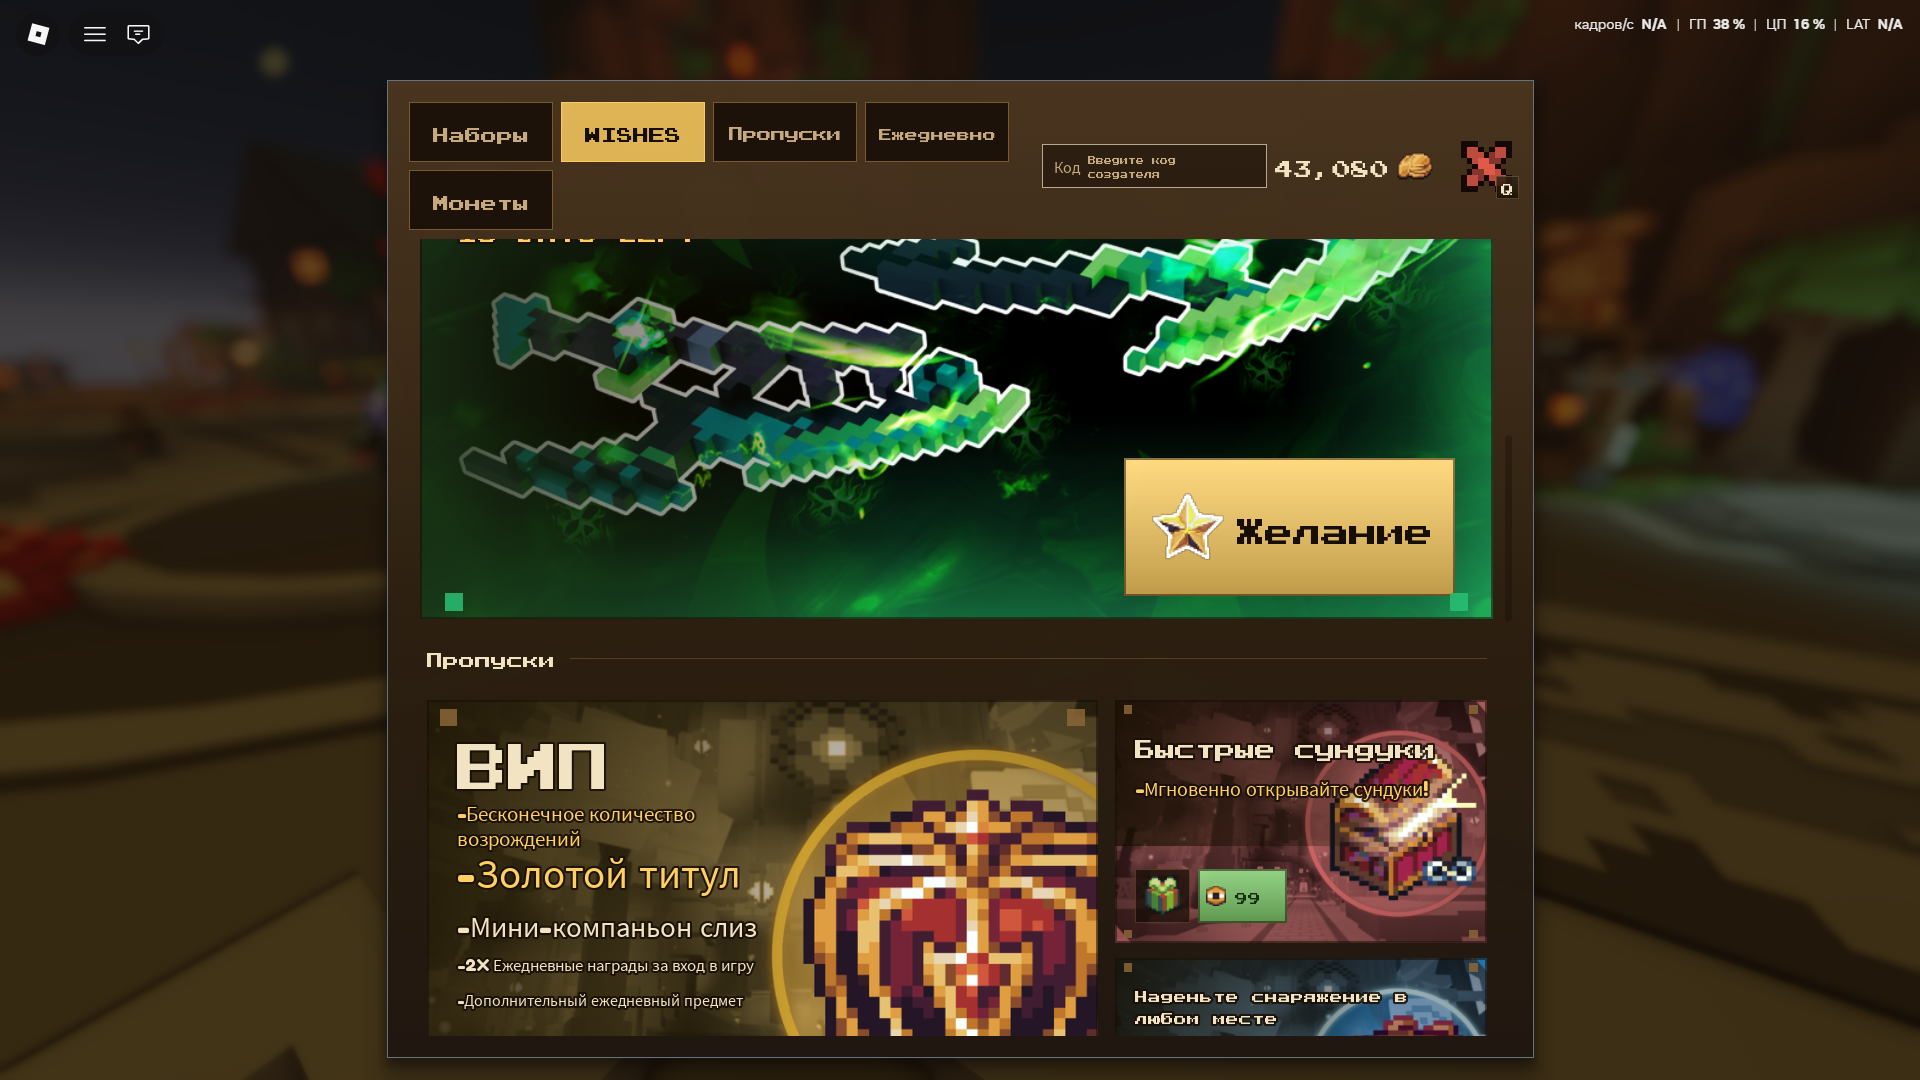 кадров/с N/A | ГП 38 % | ЦП 16 % | LAT N/A
Наборы
WISHES
Пропуски
Ежедневно
Монеты
Код
Введите код
создателя
43,080
Q
Желание
Пропуски
ВИП
-Бесконечное количество
возрождений
-Золотой титул
-Мини-компаньон слиз
-2X Ежедневные награды за вход в игру
-Дополнительный ежедневный предмет
Быстрые сундуки
-Мгновенно открывайте сундуки!
99
Наденьте снаряжение в
любом месте